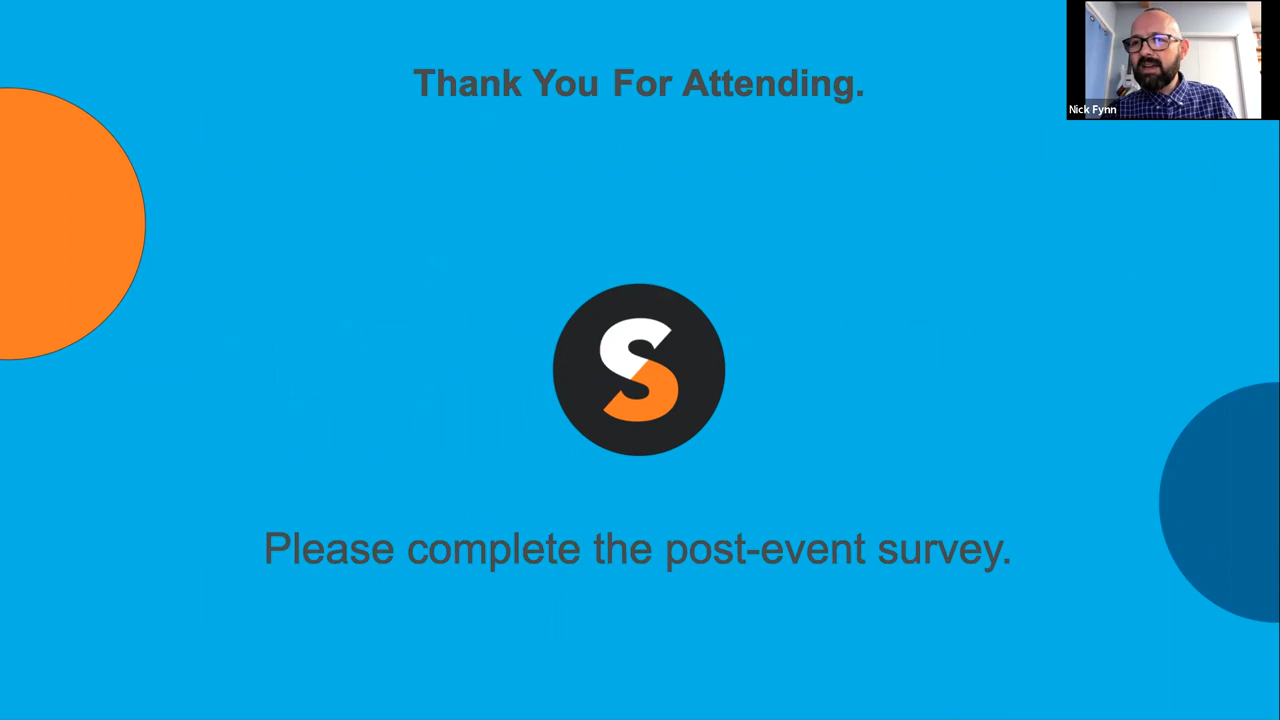 Thank You For Attending.
Nick Fynn
S
Please complete the post-event survey.